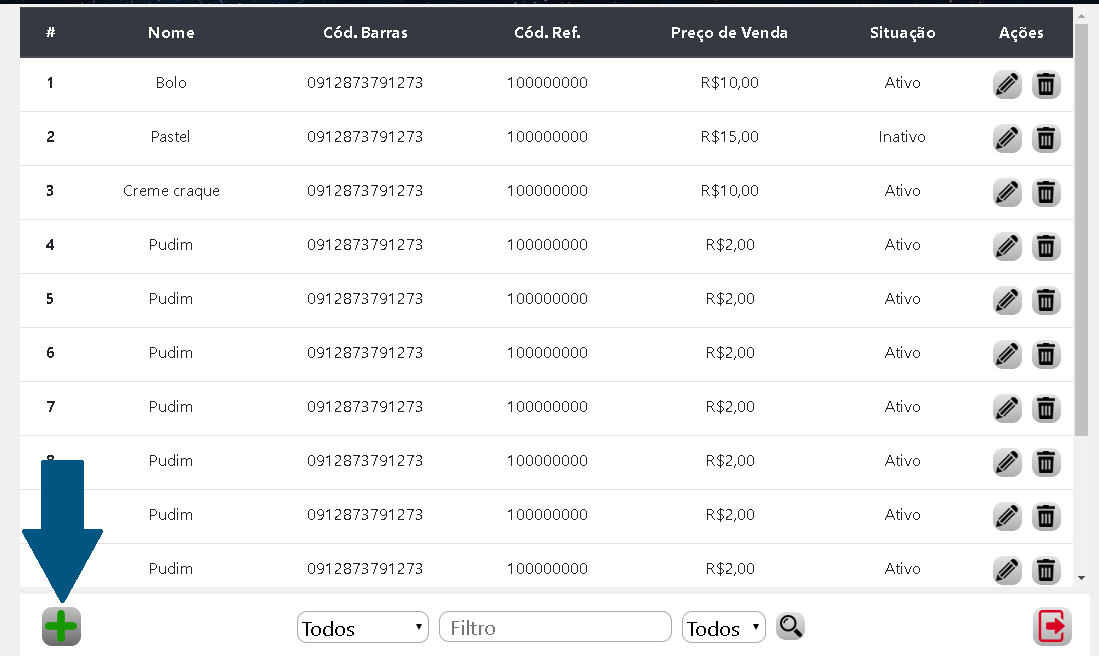 # Nome Cód. Barras Cód. Ref. Preço de Venda Situação Ações
1 Bolo 0912873791273 100000000 R$10,00 Ativo
2 Pastel 0912873791273 100000000 R$15,00 Inativo
3 Creme craque 0912873791273 100000000 R$10,00 Ativo
4 Pudim 0912873791273 100000000 R$2,00 Ativo
5 Pudim 0912873791273 100000000 R$2,00 Ativo
6 Pudim 0912873791273 100000000 R$2,00 Ativo
7 Pudim 0912873791273 100000000 R$2,00 Ativo
Pudim 0912873791273 100000000 R$2,00 Ativo
Pudim 0912873791273 100000000 R$2,00 Ativo
Pudim 0912873791273 100000000 R$2,00 Ativo
Todos Filtro Todos